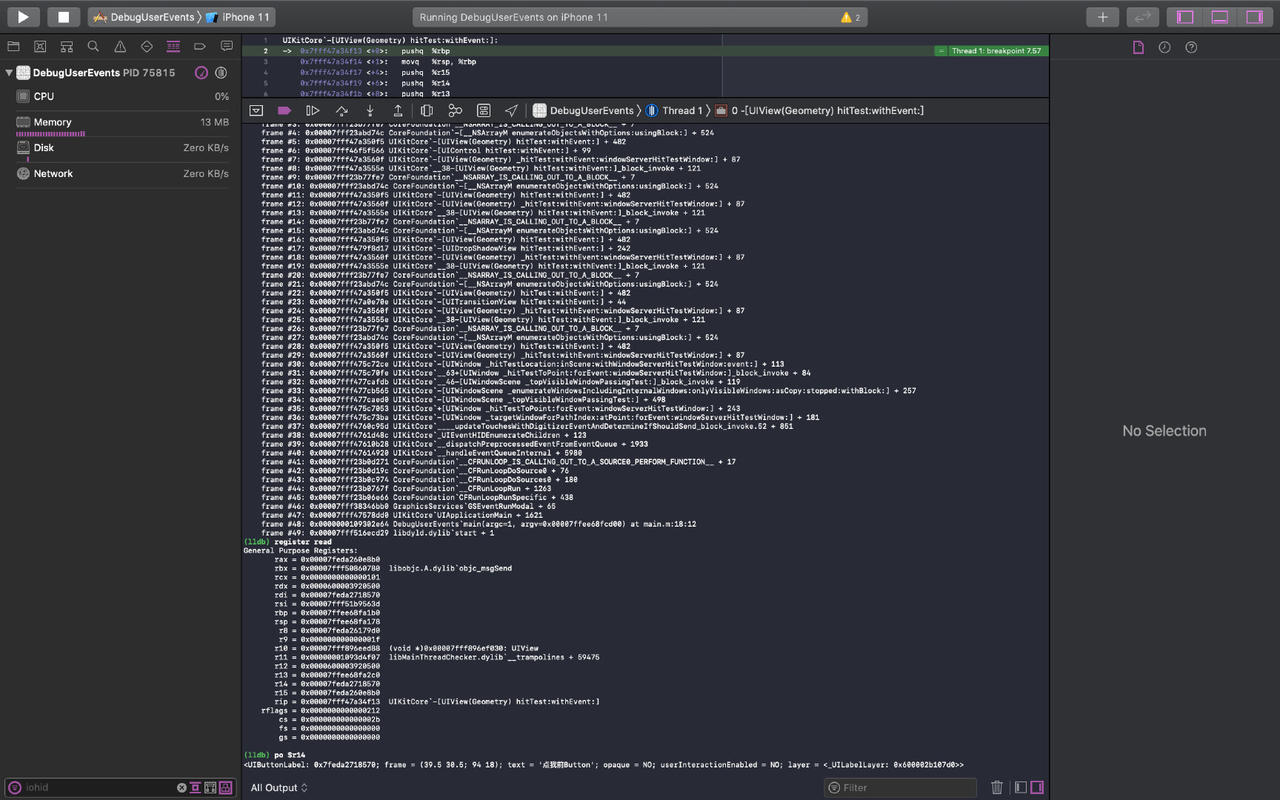 DebugUserEvents 〉 iPhone 11
Running DebugUserEvents on iPhone 11
2
DebugUserEvents PID 75815
CPU
0%
Memory
13 MB
Disk
Zero KB/s
Network
Zero KB/s
1 UIKitCore`-[UIView(Geometry) hitTest:withEvent:]:
2 -> 0x7fff47a34f13 <+0>: pushq %rbp
= Thread 1: breakpoint 7.57
3 0x7fff47a34f14 <+1>: movq %rsp, %rbp
4 0x7fff47a34f17 <+4>: pushq %r15
5 0x7fff47a34f19 <+6>: pushq %r14
6 0x7fff47a34f1b <+8>: pushq %r13
DebugUserEvents 〉 Thread 1 〉 0 -[UIView(Geometry) hitTest:withEvent:]
frame #3: 0x00007fff23b77fe7 CoreFoundation`__NSARRAY_IS_CALLING_OUT_TO_A_BLOCK__ + 7
frame #4: 0x00007fff23abd74c CoreFoundation`-[__NSArrayM enumerateObjectsWithOptions:usingBlock:] + 524
frame #5: 0x00007fff47a350f5 UIKitCore`-[UIView(Geometry) hitTest:withEvent:] + 482
frame #6: 0x00007fff46f5f566 UIKitCore`-[UIControl hitTest:withEvent:] + 99
frame #7: 0x00007fff47a3560f UIKitCore`-[UIView(Geometry) _hitTest:withEvent:windowServerHitTestWindow:] + 87
frame #8: 0x00007fff47a3555e UIKitCore`__38-[UIView(Geometry) hitTest:withEvent:]_block_invoke + 121
frame #9: 0x00007fff23b77fe7 CoreFoundation`__NSARRAY_IS_CALLING_OUT_TO_A_BLOCK__ + 7
frame #10: 0x00007fff23abd74c CoreFoundation`-[__NSArrayM enumerateObjectsWithOptions:usingBlock:] + 524
frame #11: 0x00007fff47a350f5 UIKitCore`-[UIView(Geometry) hitTest:withEvent:] + 482
frame #12: 0x00007fff47a3560f UIKitCore`-[UIView(Geometry) _hitTest:withEvent:windowServerHitTestWindow:] + 87
frame #13: 0x00007fff47a3555e UIKitCore`__38-[UIView(Geometry) hitTest:withEvent:]_block_invoke + 121
frame #14: 0x00007fff23b77fe7 CoreFoundation`__NSARRAY_IS_CALLING_OUT_TO_A_BLOCK__ + 7
frame #15: 0x00007fff23abd74c CoreFoundation`-[__NSArrayM enumerateObjectsWithOptions:usingBlock:] + 524
frame #16: 0x00007fff47a350f5 UIKitCore`-[UIView(Geometry) hitTest:withEvent:] + 482
frame #17: 0x00007fff479f8d17 UIKitCore`-[UIDropShadowView hitTest:withEvent:] + 242
frame #18: 0x00007fff47a3560f UIKitCore`-[UIView(Geometry) _hitTest:withEvent:windowServerHitTestWindow:] + 87
frame #19: 0x00007fff47a3555e UIKitCore`__38-[UIView(Geometry) hitTest:withEvent:]_block_invoke + 121
frame #20: 0x00007fff23b77fe7 CoreFoundation`__NSARRAY_IS_CALLING_OUT_TO_A_BLOCK__ + 7
frame #21: 0x00007fff23abd74c CoreFoundation`-[__NSArrayM enumerateObjectsWithOptions:usingBlock:] + 524
frame #22: 0x00007fff47a350f5 UIKitCore`-[UIView(Geometry) hitTest:withEvent:] + 482
frame #23: 0x00007fff47a0e70e UIKitCore`-[UITransitionView hitTest:withEvent:] + 44
frame #24: 0x00007fff47a3560f UIKitCore`-[UIView(Geometry) _hitTest:withEvent:windowServerHitTestWindow:] + 87
frame #25: 0x00007fff47a3555e UIKitCore`__38-[UIView(Geometry) hitTest:withEvent:]_block_invoke + 121
frame #26: 0x00007fff23b77fe7 CoreFoundation`__NSARRAY_IS_CALLING_OUT_TO_A_BLOCK__ + 7
frame #27: 0x00007fff23abd74c CoreFoundation`-[__NSArrayM enumerateObjectsWithOptions:usingBlock:] + 524
frame #28: 0x00007fff47a350f5 UIKitCore`-[UIView(Geometry) hitTest:withEvent:] + 482
frame #29: 0x00007fff47a3560f UIKitCore`-[UIView(Geometry) _hitTest:withEvent:windowServerHitTestWindow:] + 87
frame #30: 0x00007fff475c72ce UIKitCore`-[UIWindow _hitTestLocation:inScene:withWindowServerHitTestWindow:event:] + 113
frame #31: 0x00007fff475c70fe UIKitCore`__63+[UIWindow _hitTestToPoint:forEvent:windowServerHitTestWindow:]_block_invoke + 84
frame #32: 0x00007fff477cafdb UIKitCore`__46-[UIWindowScene _topVisibleWindowPassingTest:]_block_invoke + 119
frame #33: 0x00007fff477cb565 UIKitCore`-[UIWindowScene _enumerateWindowsIncludingInternalWindows:onlyVisibleWindows:asCopy:stopped:withBlock:] + 257
frame #34: 0x00007fff477caed0 UIKitCore`-[UIWindowScene _topVisibleWindowPassingTest:] + 498
frame #35: 0x00007fff475c7053 UIKitCore`+[UIWindow _hitTestToPoint:forEvent:windowServerHitTestWindow:] + 243
frame #36: 0x00007fff475c73ba UIKitCore`-[UIWindow _targetWindowForPathIndex:atPoint:forEvent:windowServerHitTestWindow:] + 181
frame #37: 0x00007fff4760c95d UIKitCore`____updateTouchesWithDigitizerEventAndDetermineIfShouldSend_block_invoke.52 + 851
frame #38: 0x00007fff4761d48c UIKitCore`_UIEventHIDEnumerateChildren + 123
frame #39: 0x00007fff47610b28 UIKitCore`__dispatchPreprocessedEventFromEventQueue + 1933
frame #40: 0x00007fff47614920 UIKitCore`__handleEventQueueInternal + 5980
frame #41: 0x00007fff23b0d271 CoreFoundation`__CFRUNLOOP_IS_CALLING_OUT_TO_A_SOURCE0_PERFORM_FUNCTION__ + 17
frame #42: 0x00007fff23b0d19c CoreFoundation`__CFRunLoopDoSource0 + 76
frame #43: 0x00007fff23b0c974 CoreFoundation`__CFRunLoopDoSources0 + 180
frame #44: 0x00007fff23b0767f CoreFoundation`__CFRunLoopRun + 1263
frame #45: 0x00007fff23b06e66 CoreFoundation`CFRunLoopRunSpecific + 438
frame #46: 0x00007fff38346bb0 GraphicsServices`GSEventRunModal + 65
frame #47: 0x00007fff47578dd0 UIKitCore`UIApplicationMain + 1621
frame #48: 0x0000000109302e64 DebugUserEvents`main(argc=1, argv=0x00007ffee68fcd00) at main.m:18:12
frame #49: 0x00007fff516ecd29 libdyld.dylib`start + 1
(lldb) register read
General Purpose Registers:
rax = 0x00007feda260e8b0
rbx = 0x00007fff50860780 libobjc.A.dylib`objc_msgSend
rcx = 0x0000000000000101
rdx = 0x0000600003920500
rdi = 0x00007feda2718570
rsi = 0x00007fff51b9563d
rbp = 0x00007ffee68fa1b0
rsp = 0x00007ffee68fa178
r8 = 0x00007feda26179d0
r9 = 0x000000000000001f
r10 = 0x00007fff896eed88 (void *)0x00007fff896ef030: UIView
r11 = 0x00000001093d4f07 libMainThreadChecker.dylib`__trampolines + 59475
r12 = 0x0000600003920500
r13 = 0x00007ffee68fa2c0
r14 = 0x00007feda2718570
r15 = 0x00007feda260e8b0
rip = 0x00007fff47a34f13 UIKitCore`-[UIView(Geometry) hitTest:withEvent:]
rflags = 0x0000000000000212
cs = 0x000000000000002b
fs = 0x0000000000000000
gs = 0x0000000000000000
(lldb) po $r14
<UIButtonLabel: 0x7feda2718570; frame = (39.5 30.5; 94 18); text = '点我前Button'; opaque = NO; userInteractionEnabled = NO; layer = <_UILabelLayer: 0x600002b107d0>>
No Selection
iohid
All Output
Filter